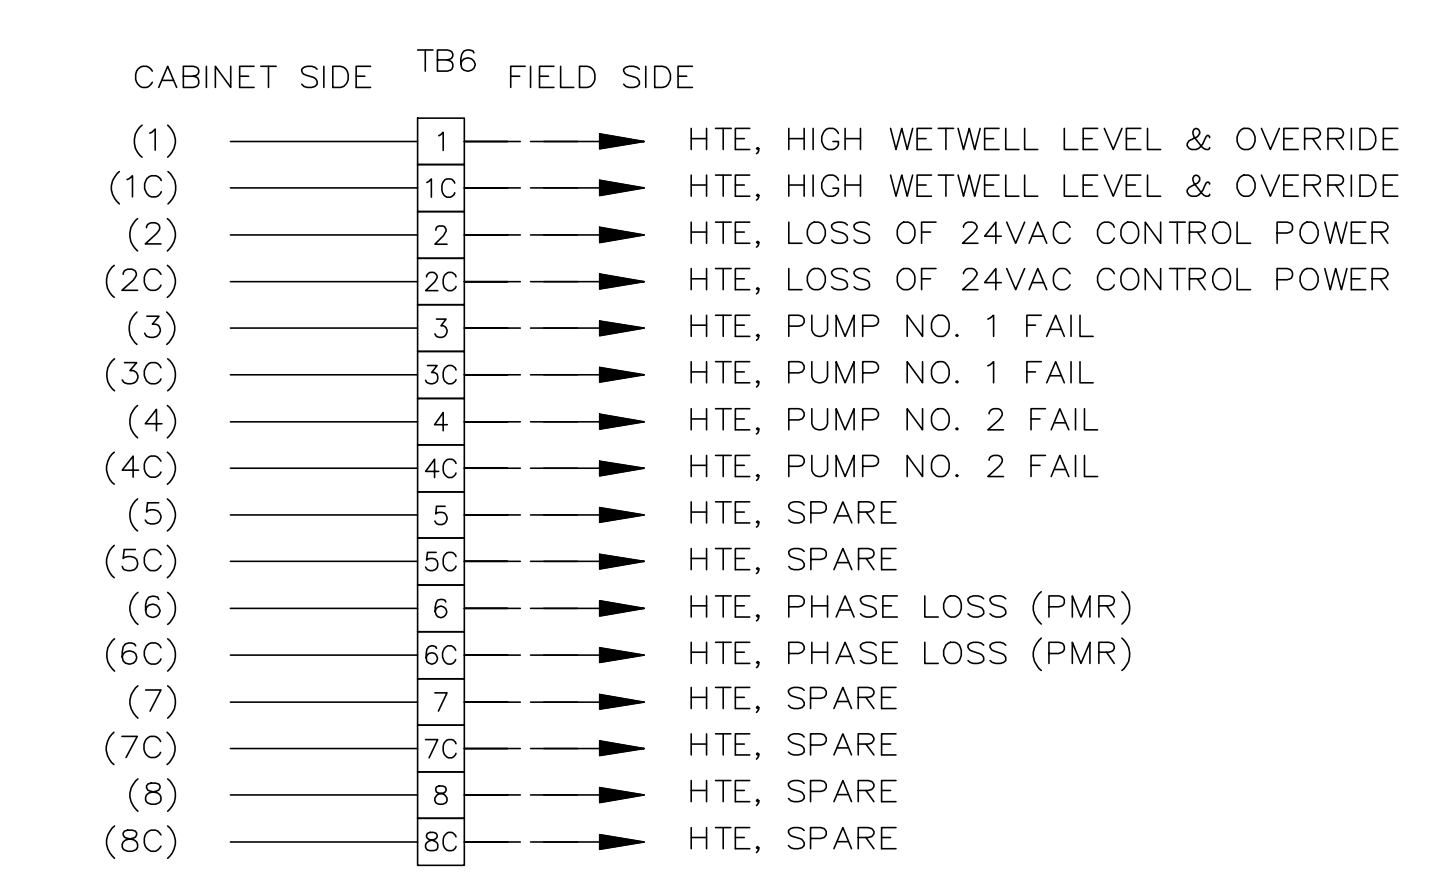 CABINET SIDE TB6 FIELD SIDE
(1) 1 HTE, HIGH WETWELL LEVEL & OVERRIDE
(1C) 1C HTE, HIGH WETWELL LEVEL & OVERRIDE
(2) 2 HTE, LOSS OF 24VAC CONTROL POWER
(2C) 2C HTE, LOSS OF 24VAC CONTROL POWER
(3) 3 HTE, PUMP NO. 1 FAIL
(3C) 3C HTE, PUMP NO. 1 FAIL
(4) 4 HTE, PUMP NO. 2 FAIL
(4C) 4C HTE, PUMP NO. 2 FAIL
(5) 5 HTE, SPARE
(5C) 5C HTE, SPARE
(6) 6 HTE, PHASE LOSS (PMR)
(6C) 6C HTE, PHASE LOSS (PMR)
(7) 7 HTE, SPARE
(7C) 7C HTE, SPARE
(8) 8 HTE, SPARE
(8C) 8C HTE, SPARE